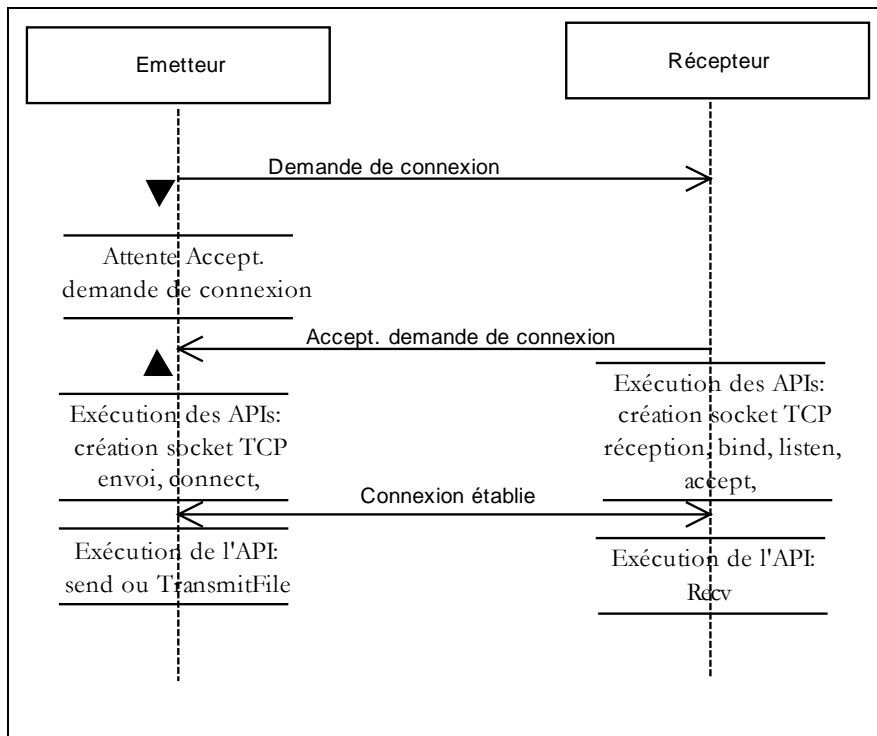 Emetteur
Récepteur
Demande de connexion
Attente Accept.
demande de connexion
Accept. demande de connexion
Exécution des APIs:
création socket TCP
envoi, connect,
Exécution des APIs:
création socket TCP
réception, bind, listen,
accept,
Connexion établie
Exécution de l'API:
send ou TransmitFile
Exécution de l'API:
Recv